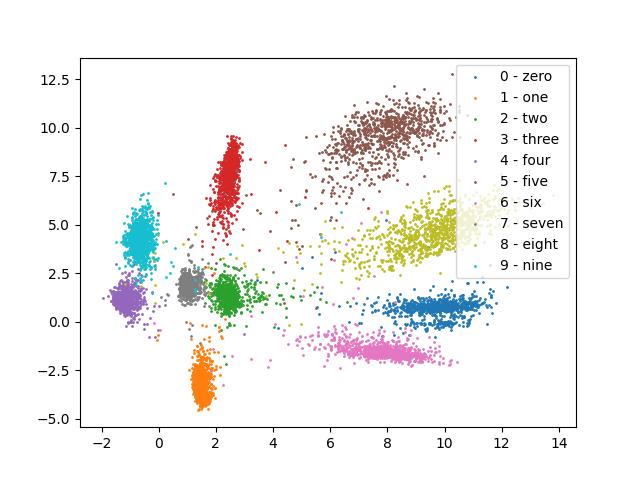 12.5
10.0
7.5
5.0
2.5
0.0
−2.5
−5.0
−2 0 2 4 6 8 10 12 14
0 - zero
1 - one
2 - two
3 - three
4 - four
5 - five
6 - six
7 - seven
8 - eight
9 - nine